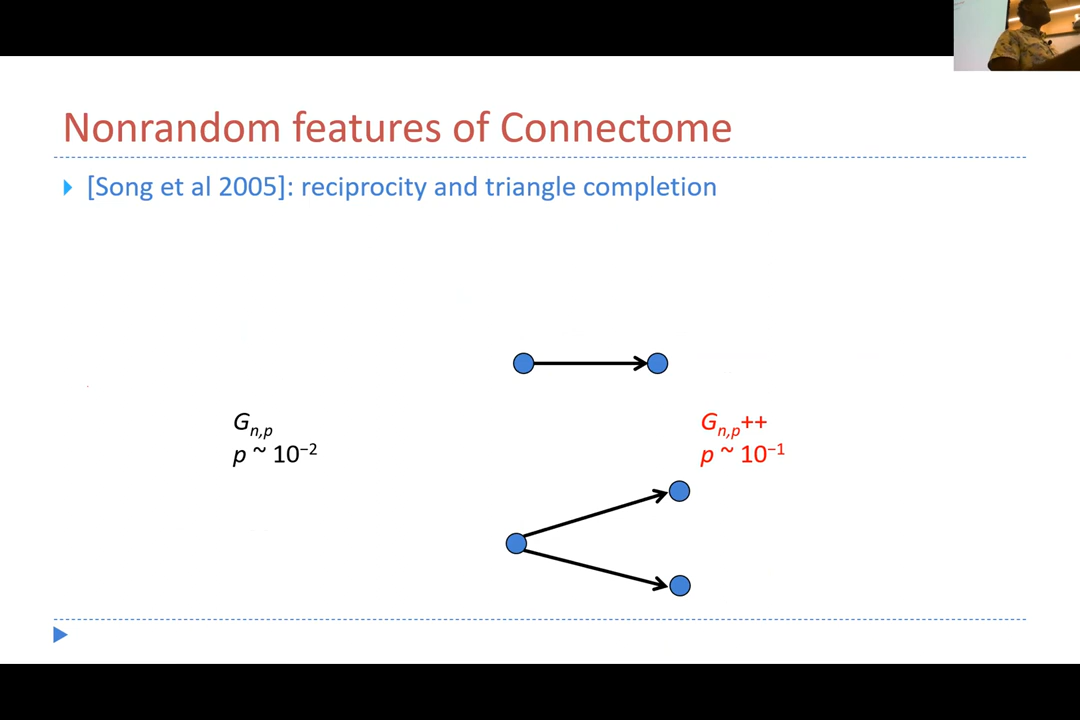 Nonrandom features of Connectome
[Song et al 2005]: reciprocity and triangle completion
Gn,p
p ~ 10−2
Gn,p++
p ~ 10−1